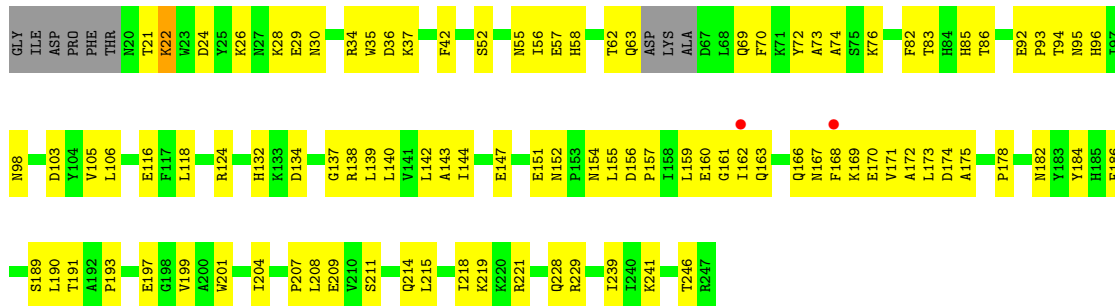 GLY ILE ASP PRO PHE THR N20 T21 K22 W23 D24 Y25 K26 N27 K28 E29 N30 R34 W35 D36 K37 F42 S52 N55 I56 E57 H58 T62 Q63 ASP LYS ALA D67 L68 Q69 F70 K71 Y72 A73 A74 S75 K76 F82 T83 H84 H85 T86 E92 P93 T94 N95 H96 I97
N98 D103 Y104 V105 L106 E116 F117 L118 R124 H132 K133 D134 G137 R138 L139 L140 V141 L142 A143 I144 E147 E151 N152 P153 N154 L155 D156 P157 I158 L159 E160 G161 I162 Q163 Q166 N167 F168 K169 E170 V171 A172 L173 D174 A175 P178 N182 Y183 Y184 H185 E186
S189 L190 T191 A192 P193 E197 G198 V199 A200 W201 I204 P207 L208 E209 V210 S211 Q214 L215 I218 K219 K220 R221 Q228 R229 I239 I240 K241 T246 R247